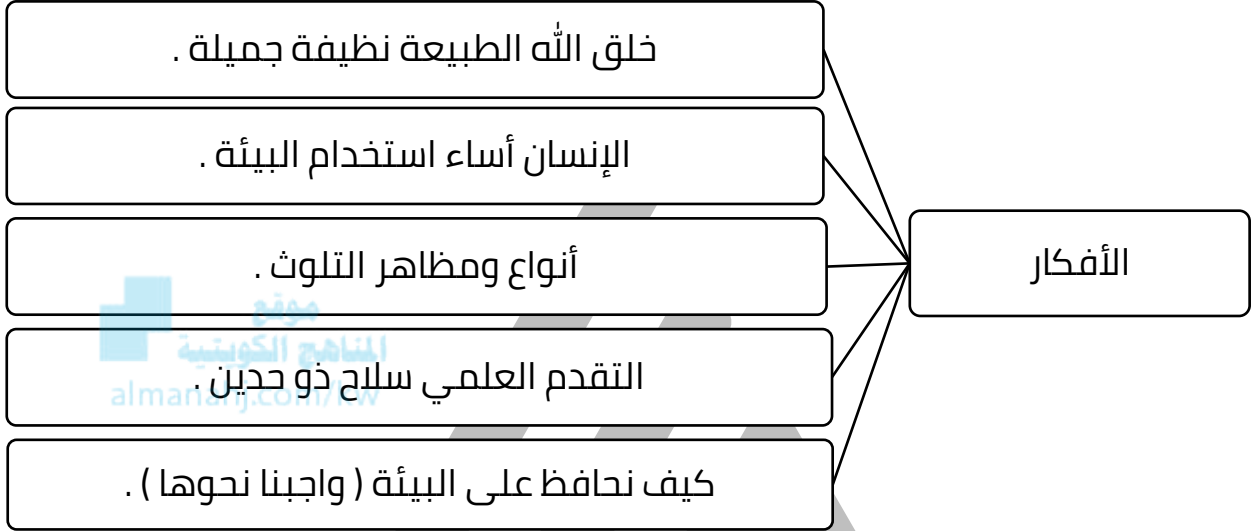 خلق الله الطبيعة نظيفة جميلة .
الإنسان أساء استخدام البيئة .
أنواع ومظاهر التلوث .
الأفكار
موقع
المناهج الكويتية
almanahj.com/kw
التقدم العلمي سلاح ذو حدين .
كيف نحافظ على البيئة ( واجبنا نحوها ) .